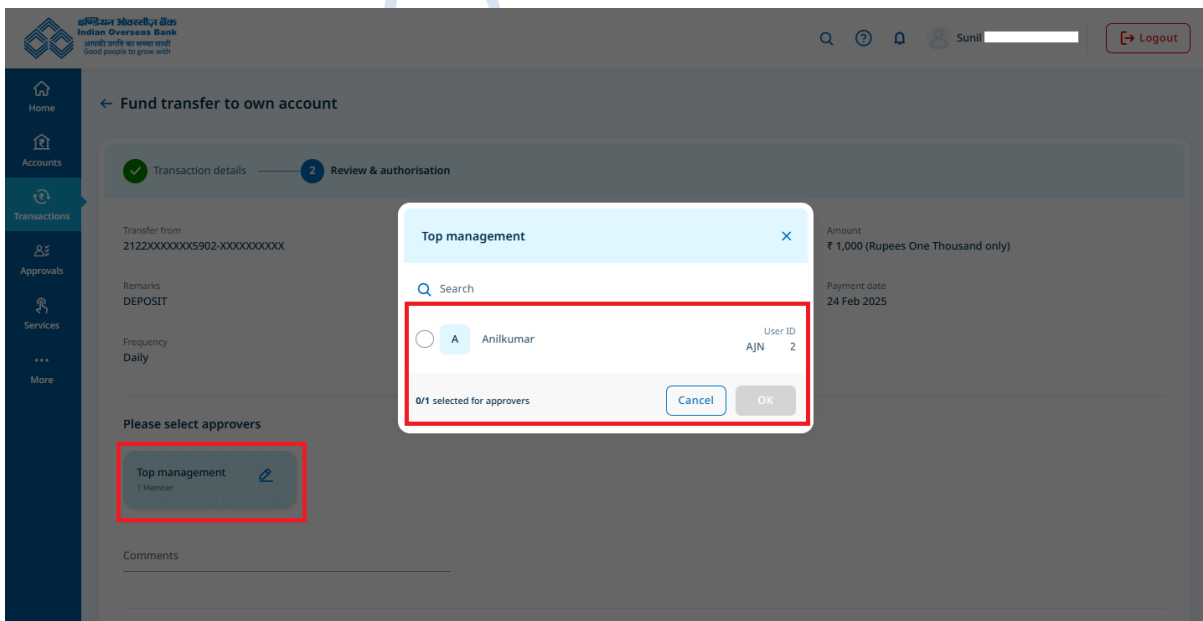 इण्डियन ओवरसीज़ बैंक
Indian Overseas Bank
आपकी प्रगति का सच्चा साथी
Good people to grow with
Sunil
Logout
Home
Accounts
Transactions
Approvals
Services
More
Fund transfer to own account
Transaction details
2 Review & authorisation
Transfer from
2122XXXXXXX5902-XXXXXXXXXX
Amount
₹ 1,000 (Rupees One Thousand only)
Remarks
DEPOSIT
Payment date
24 Feb 2025
Frequency
Daily
Top management
Search
A Anilkumar
User ID
AJN 2
0/1 selected for approvers
Cancel OK
Please select approvers
Top management
1 Member
Comments